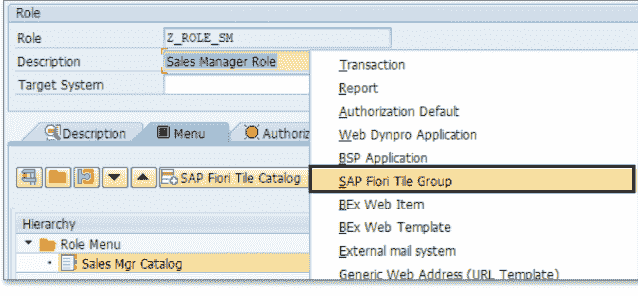 Role
Role Z_ROLE_SM
Description Sales Manager Role
Target System
Description Menu Authoriz
SAP Fiori Tile Catalog
Hierarchy
Role Menu
Sales Mgr Catalog
Transaction
Report
Authorization Default
Web Dynpro Application
BSP Application
SAP Fiori Tile Group
BEx Web Item
BEx Web Template
External mail system
Generic Web Address (URL Template)